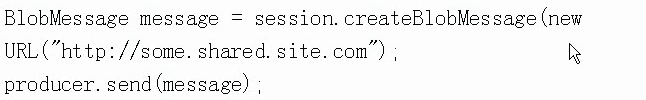 BlobMessage message = session.createBlobMessage(new
URL("http://some.shared.site.com");
producer.send(message);